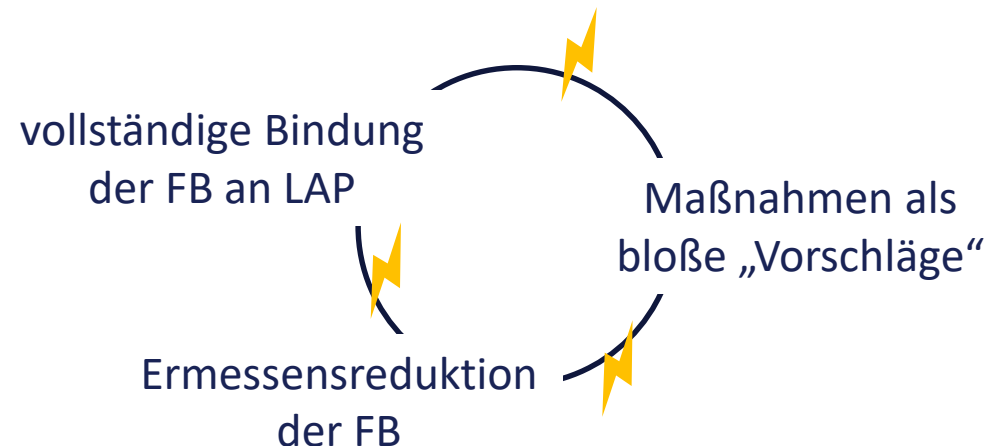 vollständige Bindung
der FB an LAP
Maßnahmen als
bloße „Vorschläge“
Ermessensreduktion
der FB